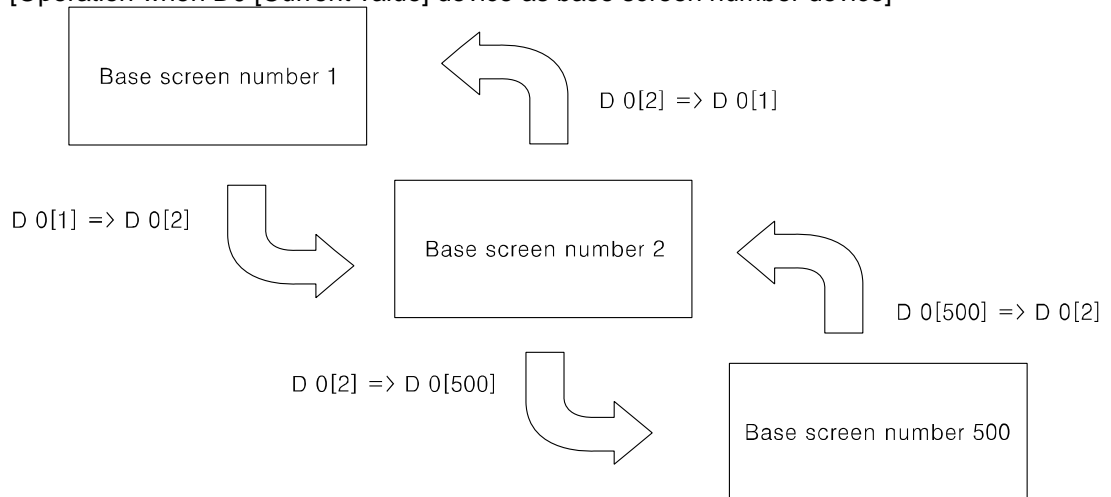 [Operation when D0 [Current value] device as base screen number device]
Base screen number 1
D 0[2] => D 0[1]
D 0[1] => D 0[2]
Base screen number 2
D 0[500] => D 0[2]
D 0[2] => D 0[500]
Base screen number 500